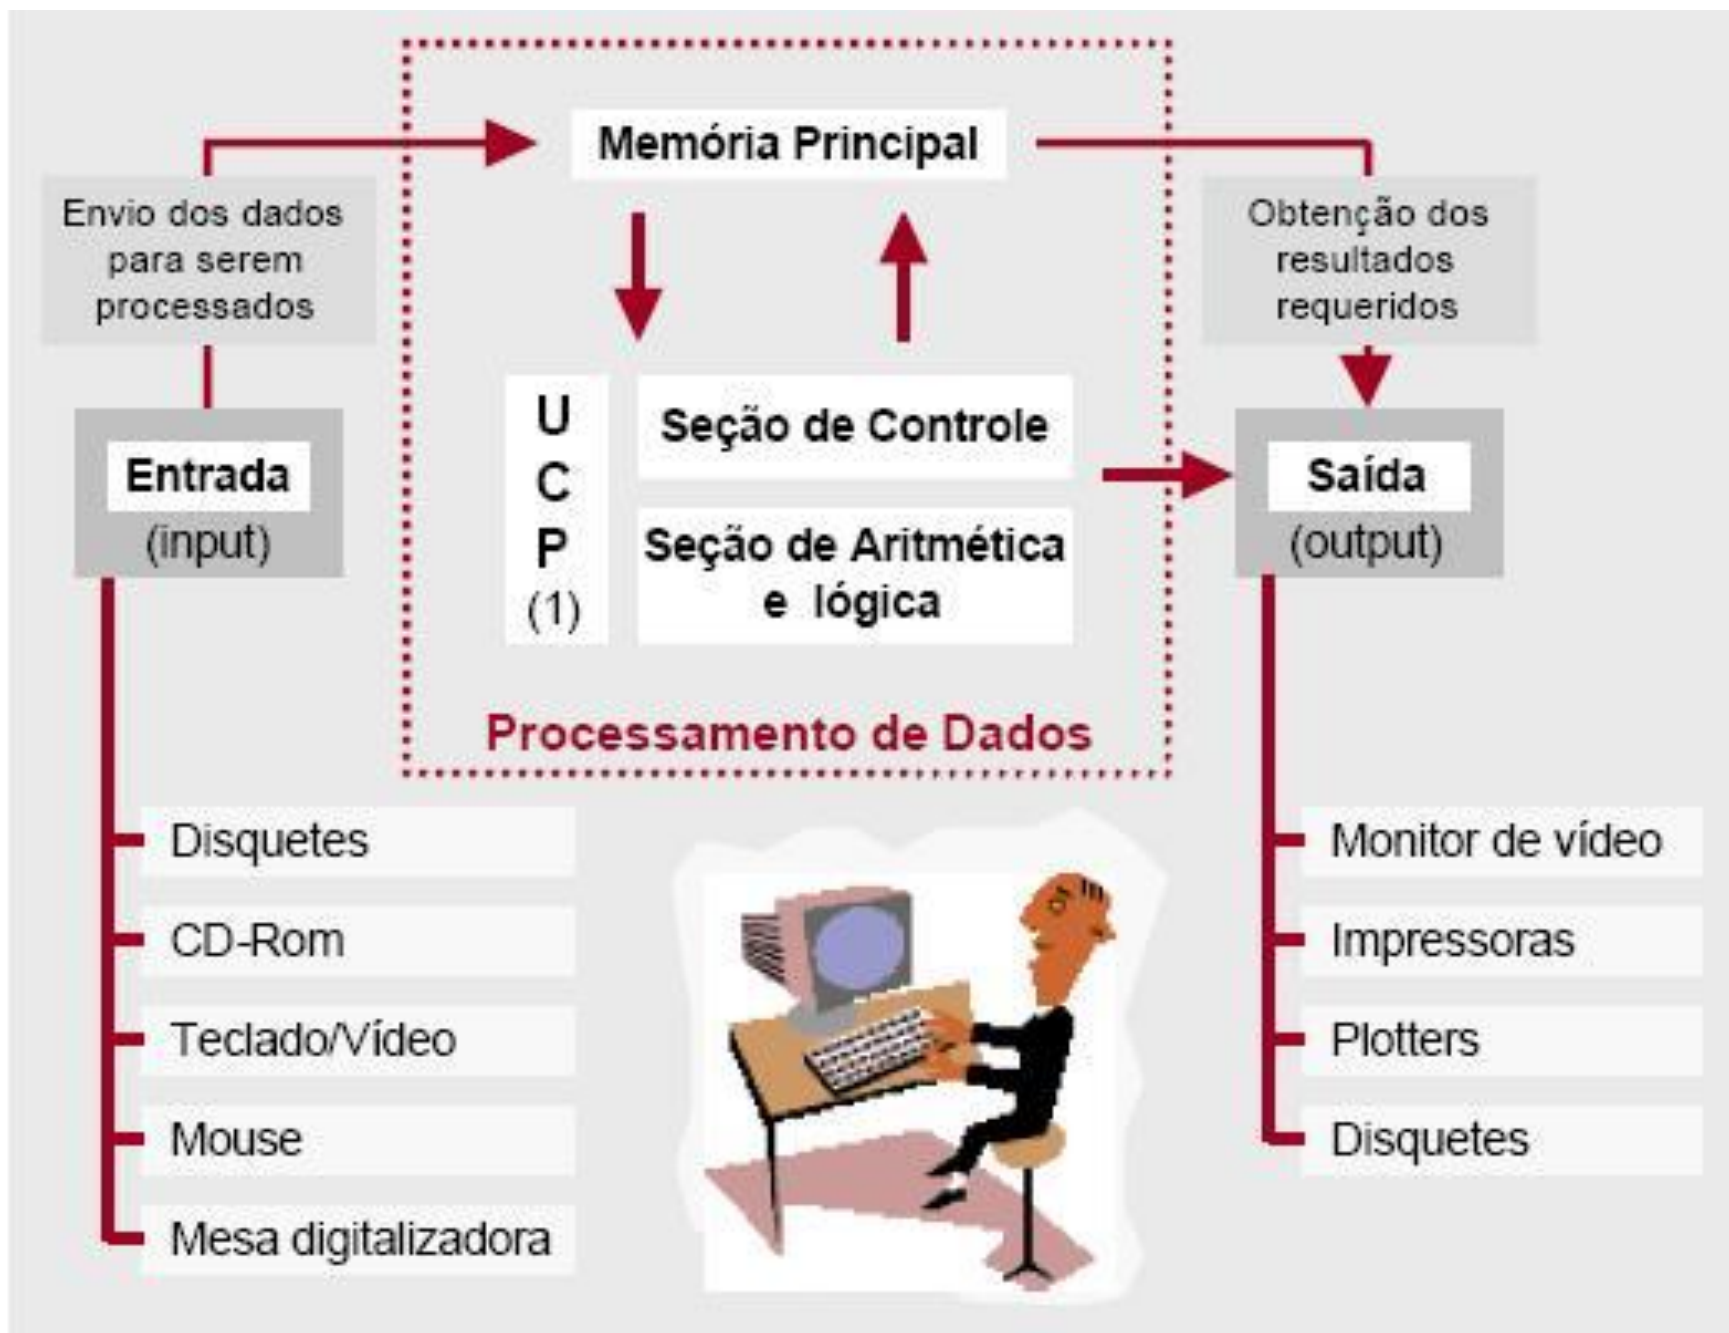 Memória Principal
Envio dos dados
para serem
processados
Obtenção dos
resultados
requeridos
Entrada
(input)
U
C
P
(1)
Seção de Controle
Seção de Aritmética
e lógica
Saída
(output)
Processamento de Dados
Disquetes
CD-Rom
Teclado/Vídeo
Mouse
Mesa digitalizadora
Monitor de vídeo
Impressoras
Plotters
Disquetes